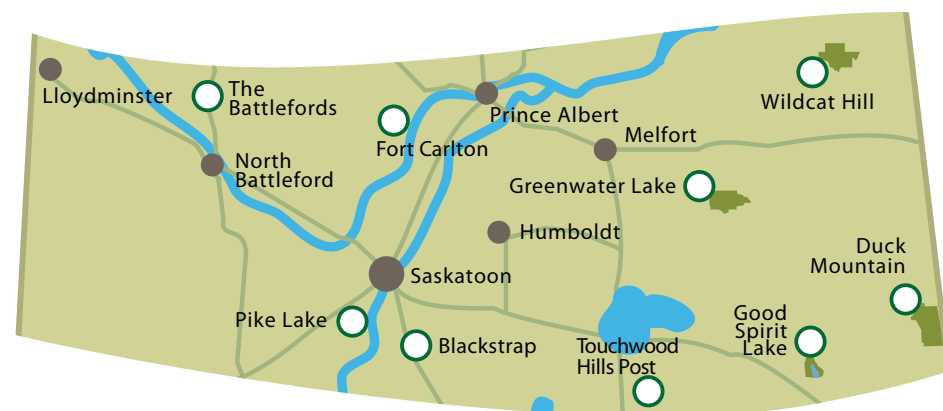 Lloydminster
The
Battlefords
Prince Albert
Wildcat Hill
Fort Carlton
Melfort
North
Battleford
Greenwater Lake
Humboldt
Duck
Mountain
Saskatoon
Pike Lake
Blackstrap
Touchwood
Hills Post
Good
Spirit
Lake